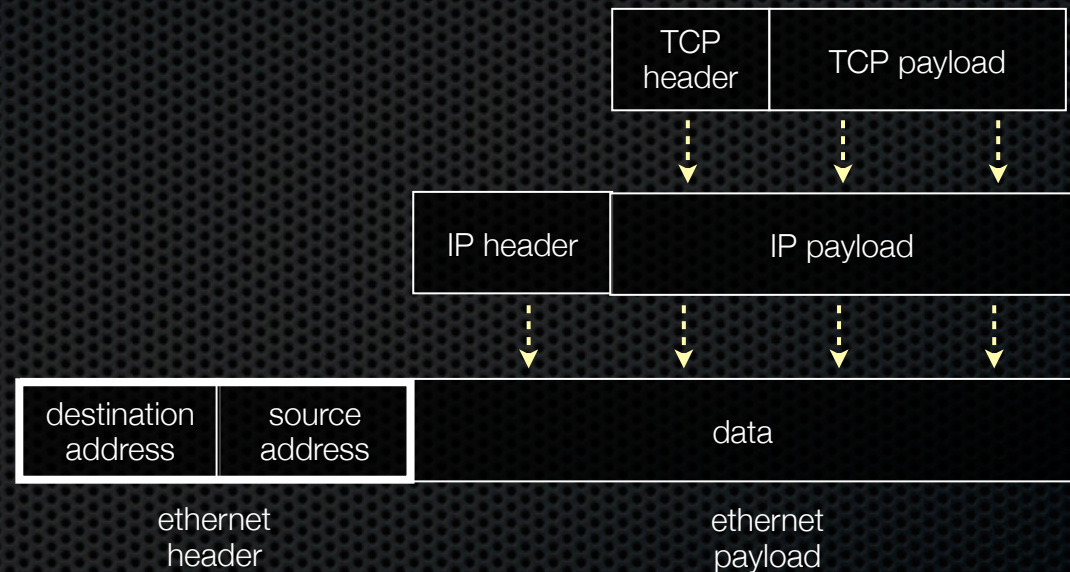 TCP
header
TCP payload
IP header
IP payload
destination
address
source
address
data
ethernet
header
ethernet
payload